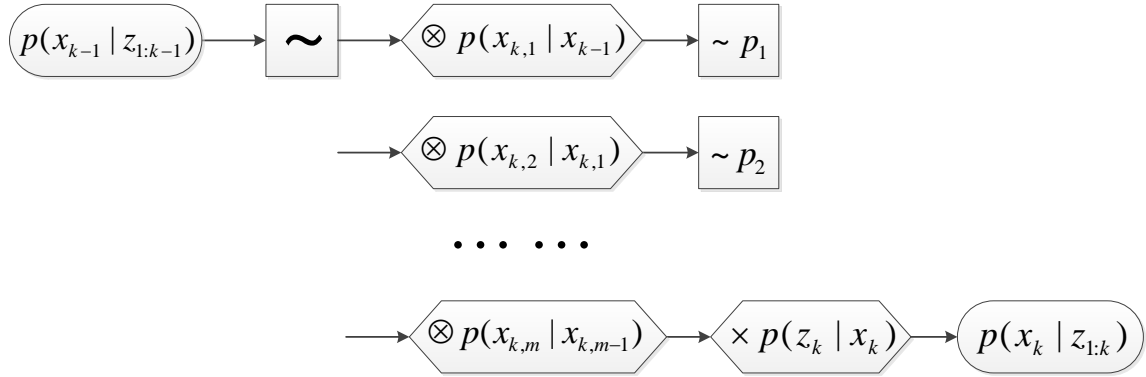 p(x_{k-1} | z_{1:k-1}) ~ ⊗ p(x_{k,1} | x_{k-1}) ~ p_1
⊗ p(x_{k,2} | x_{k,1}) ~ p_2
... ...
⊗ p(x_{k,m} | x_{k,m-1}) × p(z_k | x_k) p(x_k | z_{1:k})